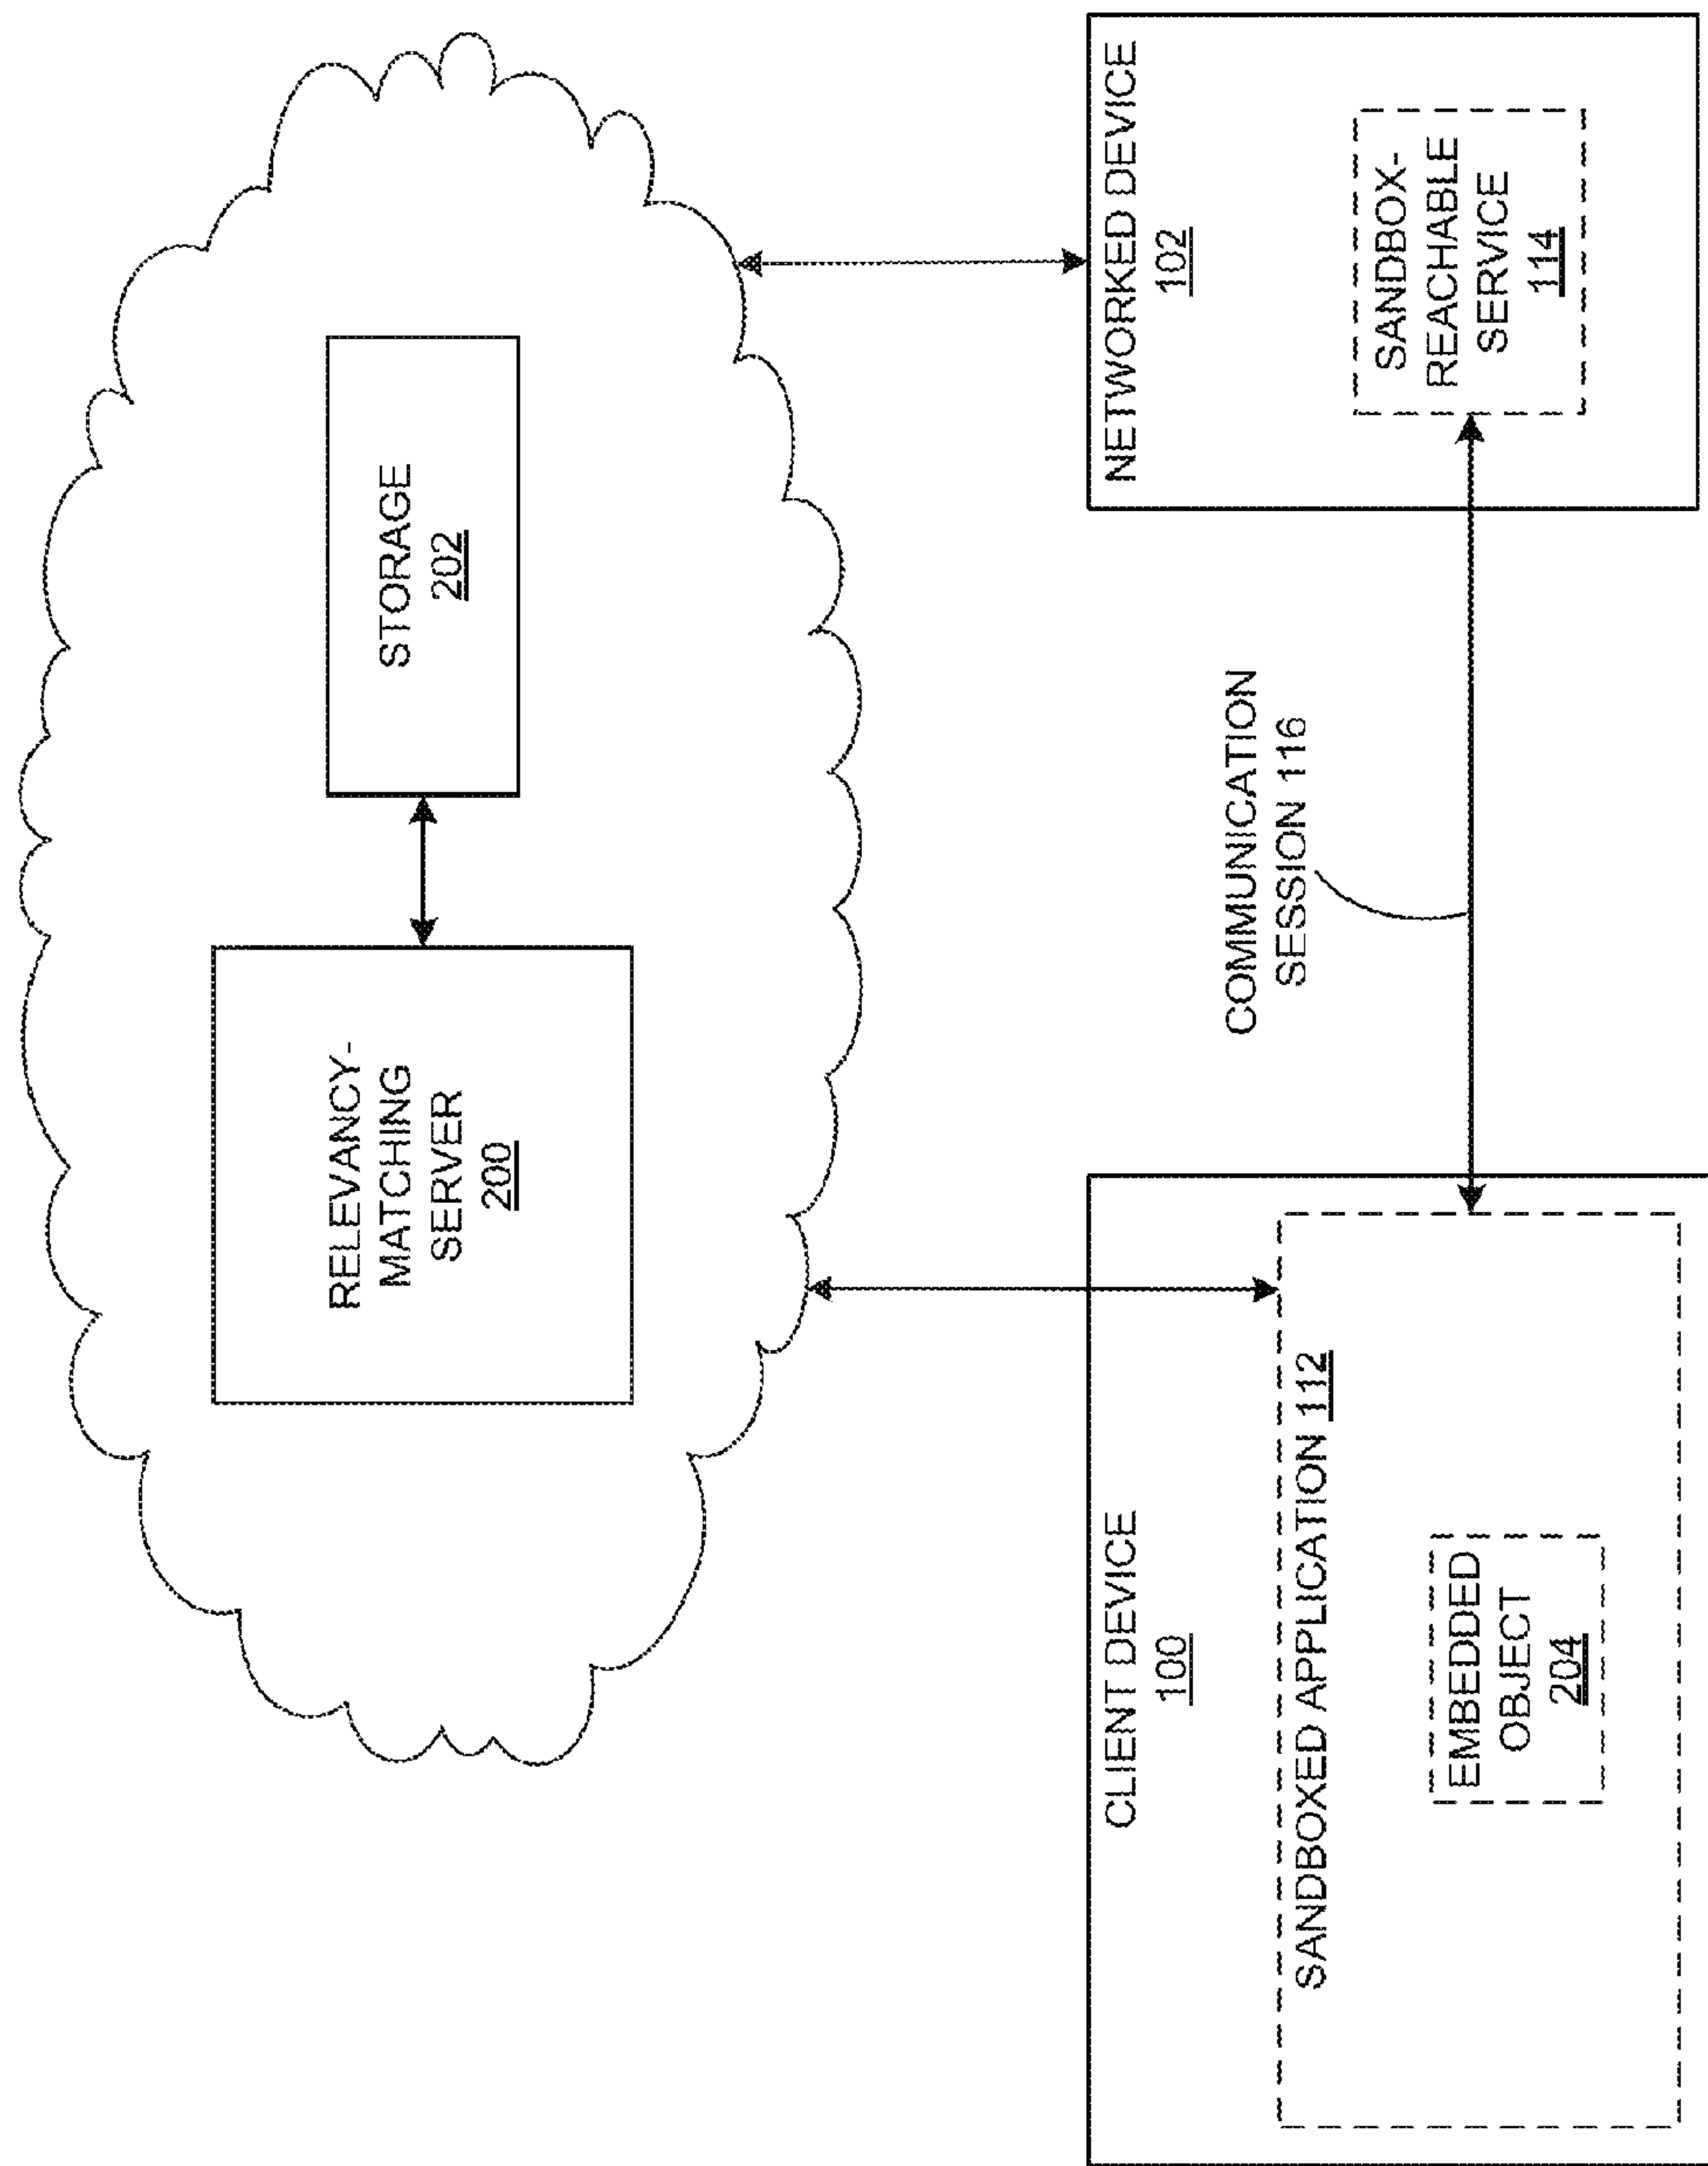 RELEVANCY-
MATCHING
SERVER
200
STORAGE
202
CLIENT DEVICE
100
SANDBOXED APPLICATION 112
EMBEDDED
OBJECT
204
COMMUNICATION
SESSION 116
NETWORKED DEVICE
102
SANDBOX-
REACHABLE
SERVICE
114